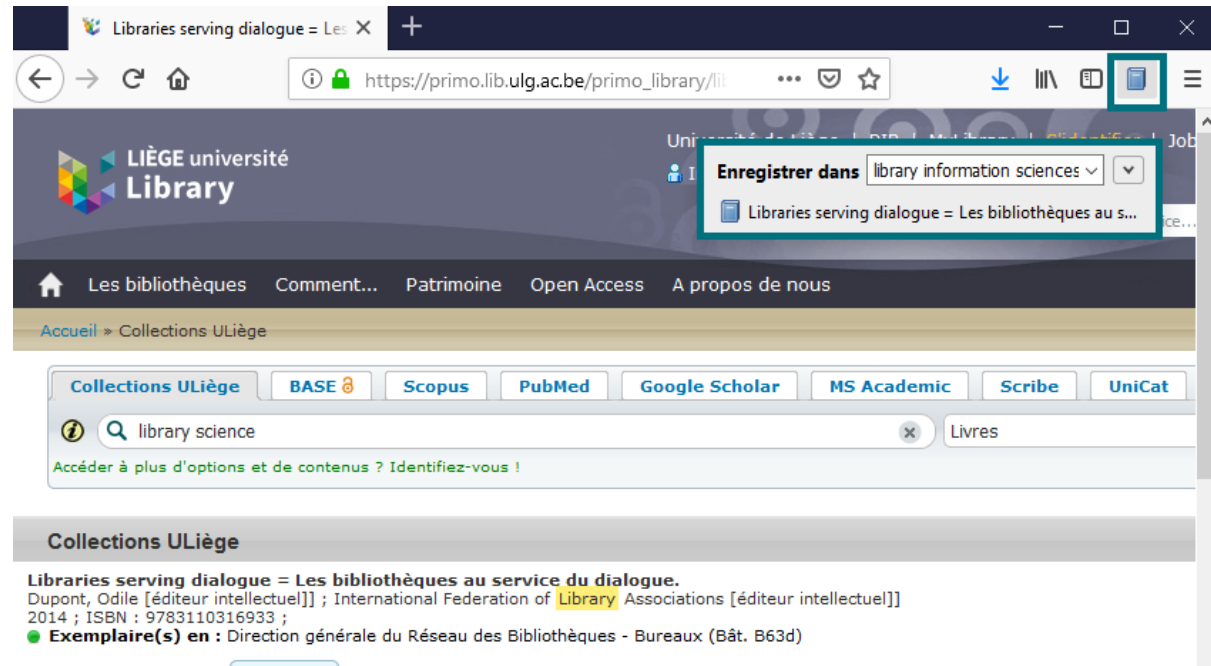 Libraries serving dialogue = Les
https://primo.lib.ulg.ac.be/primo_library/li
LIÈGE université
Library
Job
Enregistrer dans library information sciences
Libraries serving dialogue = Les bibliothèques au s...
ice...
Les bibliothèques Comment... Patrimoine Open Access A propos de nous
Accueil » Collections ULiège
Collections ULiège BASE Scopus PubMed Google Scholar MS Academic Scribe UniCat
library science Livres
Accéder à plus d'options et de contenus ? Identifiez-vous !
Collections ULiège
Libraries serving dialogue = Les bibliothèques au service du dialogue.
Dupont, Odile [éditeur intellectuel]] ; International Federation of Library Associations [éditeur intellectuel]]
2014 ; ISBN : 9783110316933 ;
Exemplaire(s) en : Direction générale du Réseau des Bibliothèques - Bureaux (Bât. B63d)